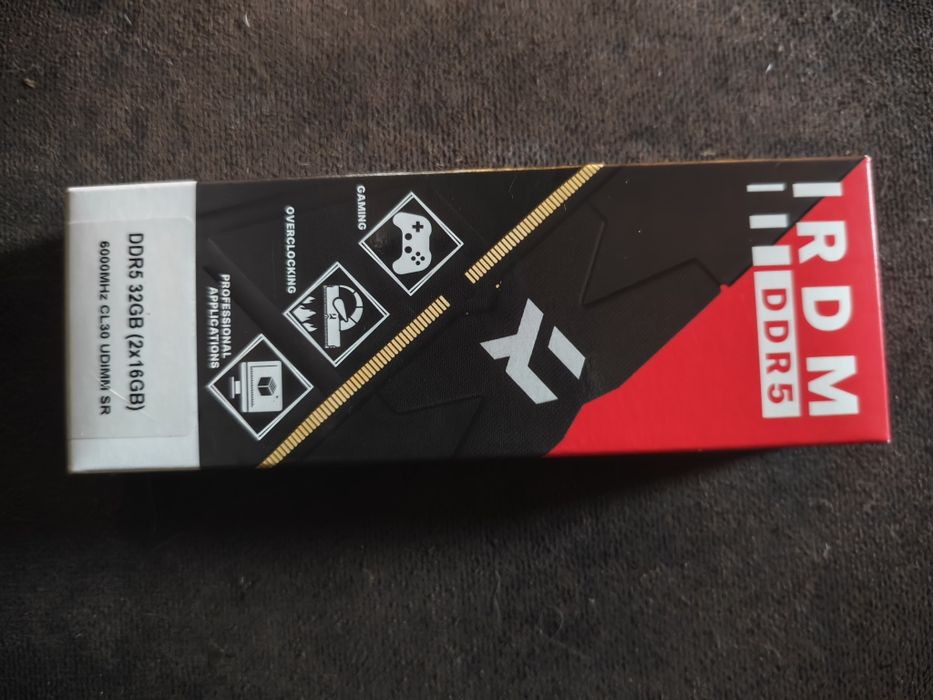 IRDM
DDR5
GAMING
OVERCLOCKING
PROFESSIONAL
APPLICATIONS
DDR5 32GB (2x16GB)
6000MHz CL30 UDIMM SR